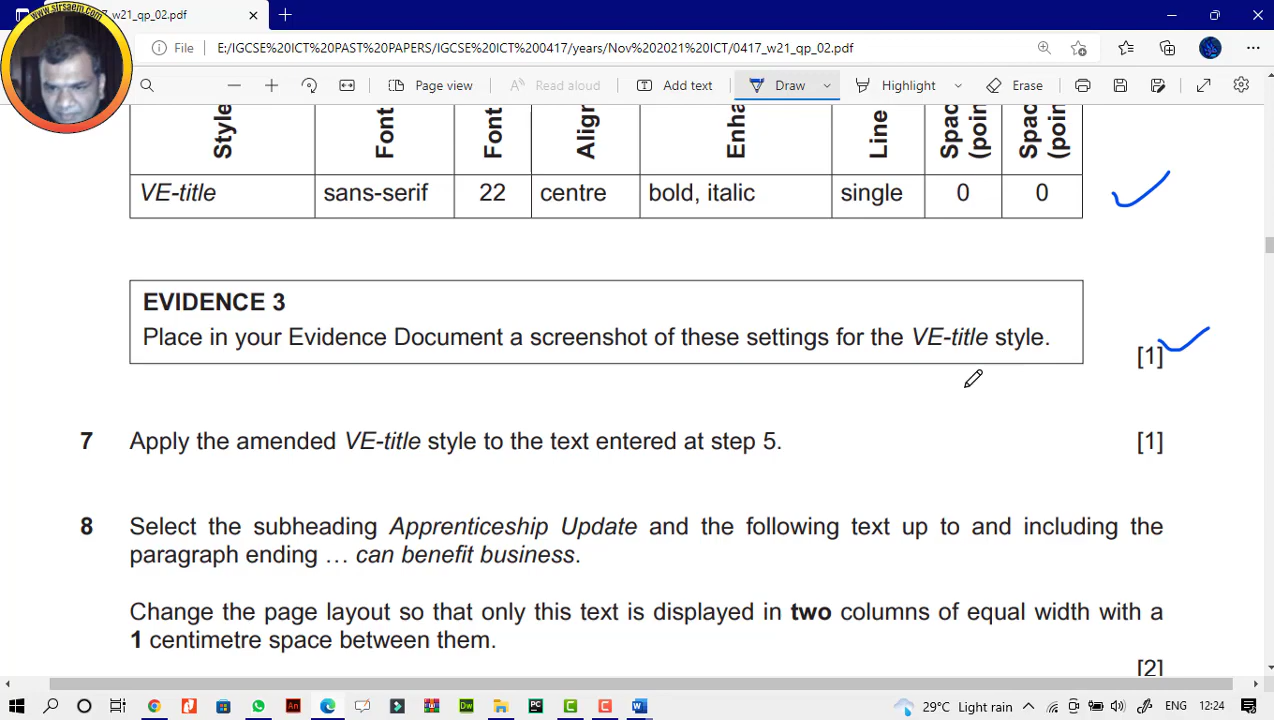 17_w21_qp_02.pdf
www.sirsaem.com
File
E:/IGCSE%20ICT%20PAST%20PAPERS/IGCSE%20ICT%200417/years/Nov%202021%20ICT/0417_w21_qp_02.pdf
Page view
Read aloud
Add text
Draw
Highlight
Erase
Style Font Font Align Enha Line Spac (poin Spac (poin
VE-title sans-serif 22 centre bold, italic single 0 0
EVIDENCE 3
Place in your Evidence Document a screenshot of these settings for the VE-title style.
[1]
7 Apply the amended VE-title style to the text entered at step 5. [1]
8 Select the subheading Apprenticeship Update and the following text up to and including the
paragraph ending … can benefit business.
Change the page layout so that only this text is displayed in two columns of equal width with a
1 centimetre space between them.
[2]
29°C Light rain ENG 12:24